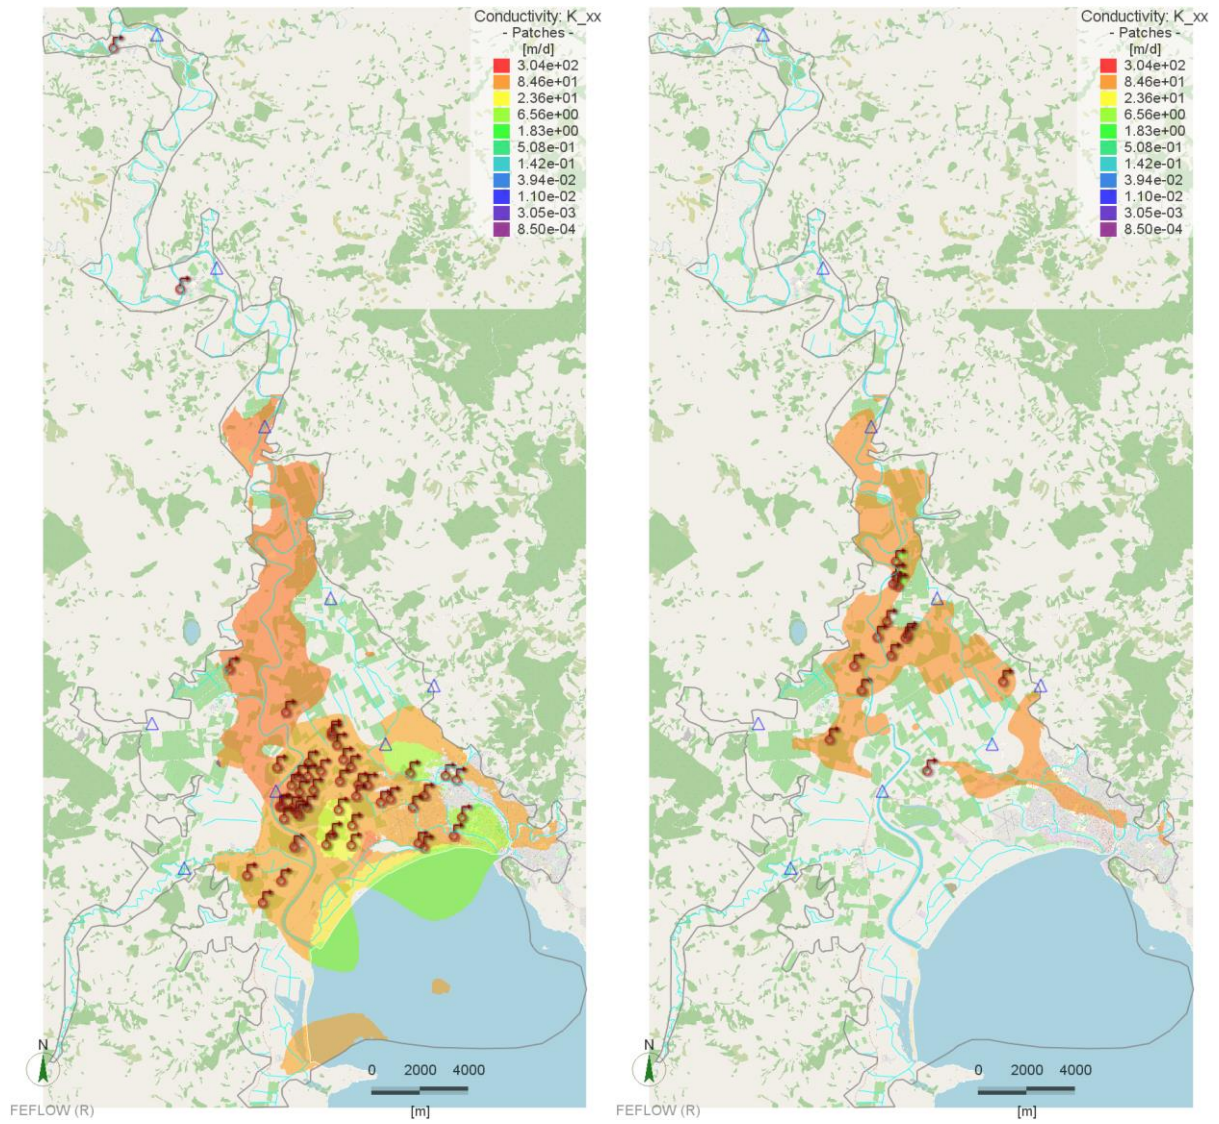 Conductivity: K_xx
- Patches -
[m/d]
3.04e+02
8.46e+01
2.36e+01
6.56e+00
1.83e+00
5.08e-01
1.42e-01
3.94e-02
1.10e-02
3.05e-03
8.50e-04
N
0 2000 4000
[m]
FEFLOW (R)
Conductivity: K_xx
- Patches -
[m/d]
3.04e+02
8.46e+01
2.36e+01
6.56e+00
1.83e+00
5.08e-01
1.42e-01
3.94e-02
1.10e-02
3.05e-03
8.50e-04
N
0 2000 4000
[m]
FEFLOW (R)